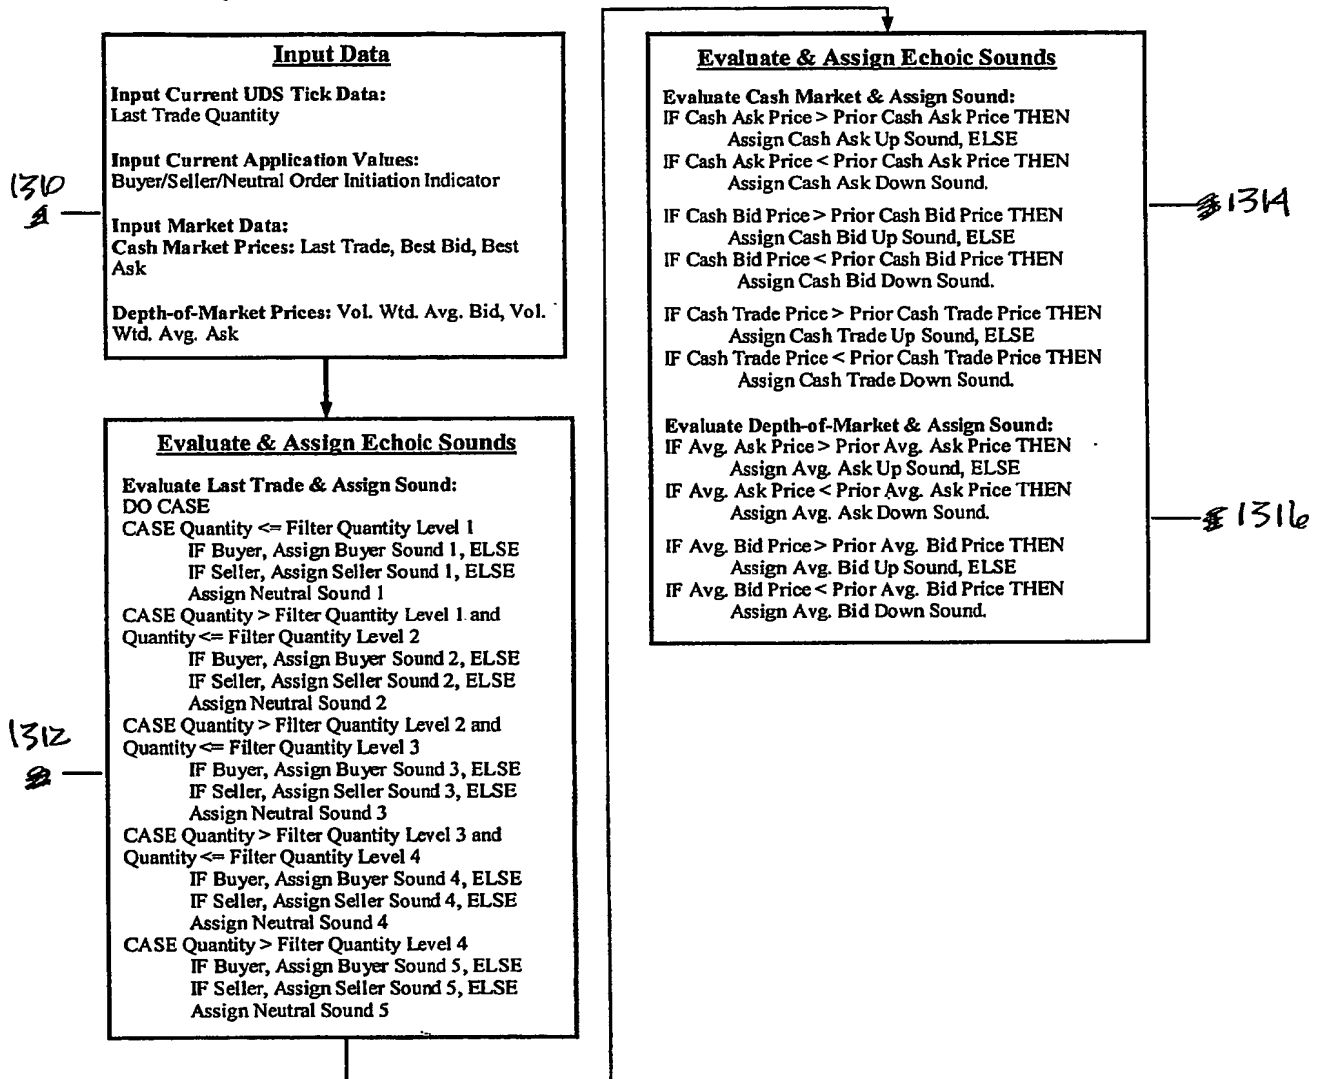 Input Data
Input Current UDS Tick Data:
Last Trade Quantity
Input Current Application Values:
Buyer/Seller/Neutral Order Initiation Indicator
Input Market Data:
Cash Market Prices: Last Trade, Best Bid, Best
Ask
Depth-of-Market Prices: Vol. Wtd. Avg. Bid, Vol.
Wtd. Avg. Ask
1310
Evaluate & Assign Echoic Sounds
Evaluate Last Trade & Assign Sound:
DO CASE
CASE Quantity <= Filter Quantity Level 1
IF Buyer, Assign Buyer Sound 1, ELSE
IF Seller, Assign Seller Sound 1, ELSE
Assign Neutral Sound 1
CASE Quantity > Filter Quantity Level 1 and
Quantity <= Filter Quantity Level 2
IF Buyer, Assign Buyer Sound 2, ELSE
IF Seller, Assign Seller Sound 2, ELSE
Assign Neutral Sound 2
CASE Quantity > Filter Quantity Level 2 and
Quantity <= Filter Quantity Level 3
IF Buyer, Assign Buyer Sound 3, ELSE
IF Seller, Assign Seller Sound 3, ELSE
Assign Neutral Sound 3
CASE Quantity > Filter Quantity Level 3 and
Quantity <= Filter Quantity Level 4
IF Buyer, Assign Buyer Sound 4, ELSE
IF Seller, Assign Seller Sound 4, ELSE
Assign Neutral Sound 4
CASE Quantity > Filter Quantity Level 4
IF Buyer, Assign Buyer Sound 5, ELSE
IF Seller, Assign Seller Sound 5, ELSE
Assign Neutral Sound 5
1312
Evaluate & Assign Echoic Sounds
Evaluate Cash Market & Assign Sound:
IF Cash Ask Price > Prior Cash Ask Price THEN
Assign Cash Ask Up Sound, ELSE
IF Cash Ask Price < Prior Cash Ask Price THEN
Assign Cash Ask Down Sound.
IF Cash Bid Price > Prior Cash Bid Price THEN
Assign Cash Bid Up Sound, ELSE
IF Cash Bid Price < Prior Cash Bid Price THEN
Assign Cash Bid Down Sound.
IF Cash Trade Price > Prior Cash Trade Price THEN
Assign Cash Trade Up Sound, ELSE
IF Cash Trade Price < Prior Cash Trade Price THEN
Assign Cash Trade Down Sound.
1314
Evaluate Depth-of-Market & Assign Sound:
IF Avg. Ask Price > Prior Avg. Ask Price THEN
Assign Avg. Ask Up Sound, ELSE
IF Avg. Ask Price < Prior Avg. Ask Price THEN
Assign Avg. Ask Down Sound.
IF Avg. Bid Price > Prior Avg. Bid Price THEN
Assign Avg. Bid Up Sound, ELSE
IF Avg. Bid Price < Prior Avg. Bid Price THEN
Assign Avg. Bid Down Sound.
1316